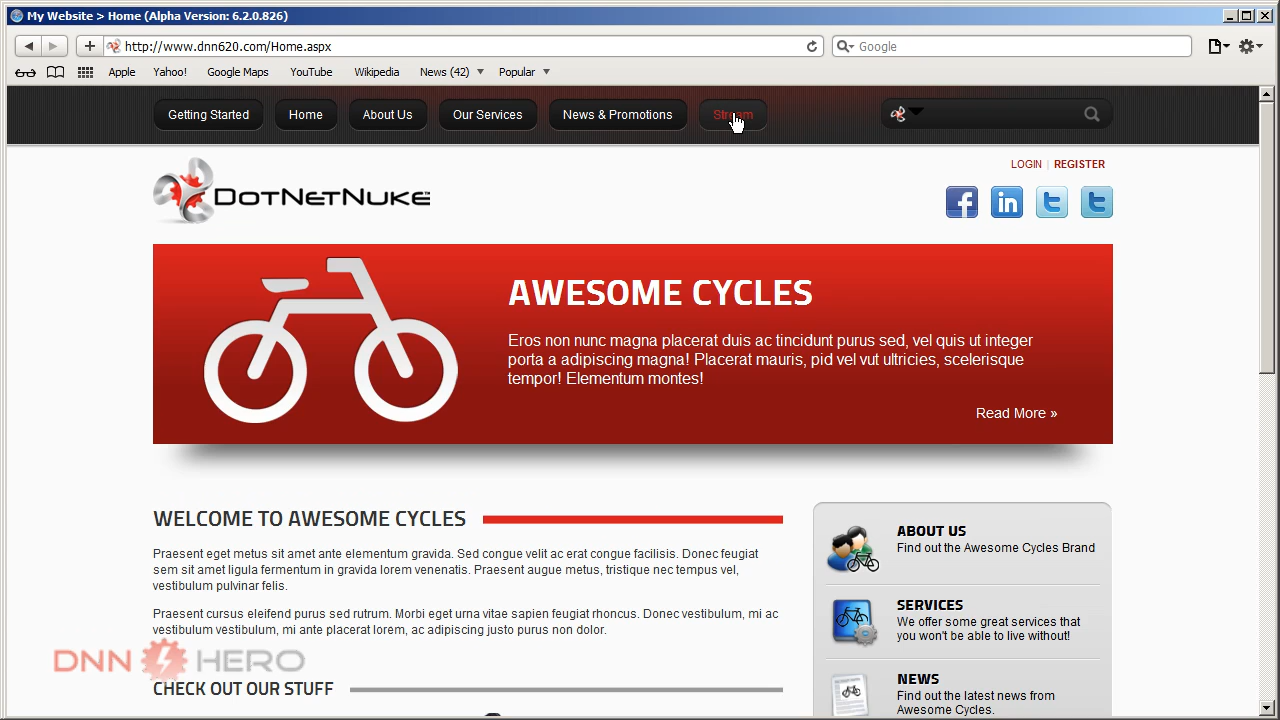 My Website > Home (Alpha Version: 6.2.0.826)
http://www.dnn620.com/Home.aspx
Google
Apple
Yahoo!
Google Maps
YouTube
Wikipedia
News (42)
Popular
Getting Started
Home
About Us
Our Services
News & Promotions
Stream
LOGIN | REGISTER
DOTNETNUKE
AWESOME CYCLES
Eros non nunc magna placerat duis ac tincidunt purus sed, vel quis ut integer
porta a adipiscing magna! Placerat mauris, pid vel vut ultricies, scelerisque
tempor! Elementum montes!
Read More »
WELCOME TO AWESOME CYCLES
Praesent eget metus sit amet ante elementum gravida. Sed congue velit ac erat congue facilisis. Donec feugiat
sem sit amet ligula fermentum in gravida lorem venenatis. Praesent augue metus, tristique nec tempus vel,
vestibulum pulvinar felis.
Praesent cursus eleifend purus sed rutrum. Morbi eget urna vitae sapien feugiat rhoncus. Donec vestibulum, mi ac
vestibulum vestibulum, mi ante placerat lorem, ac adipiscing justo purus non dolor.
DNN HERO
CHECK OUT OUR STUFF
ABOUT US
Find out the Awesome Cycles Brand
SERVICES
We offer some great services that
you won't be able to live without!
NEWS
Find out the latest news from
Awesome Cycles.